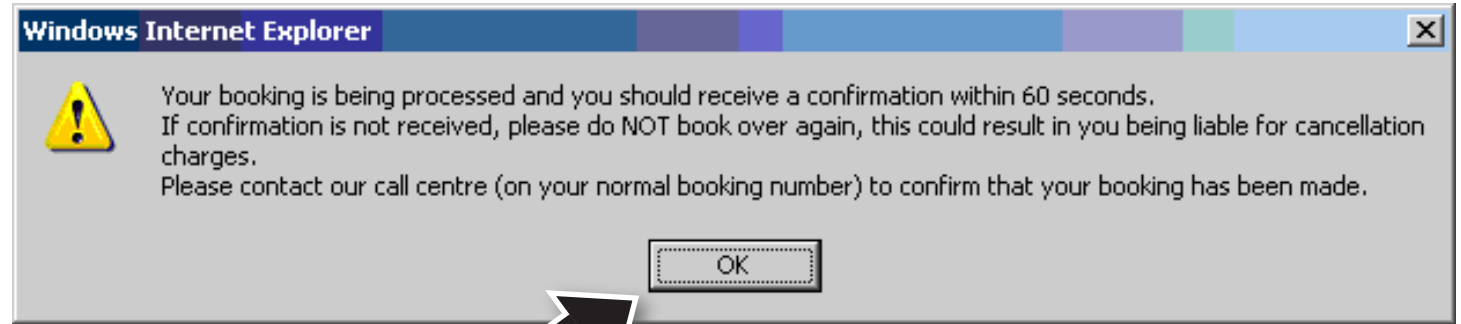 Windows Internet Explorer
Your booking is being processed and you should receive a confirmation within 60 seconds.
If confirmation is not received, please do NOT book over again, this could result in you being liable for cancellation
charges.
Please contact our call centre (on your normal booking number) to confirm that your booking has been made.
OK